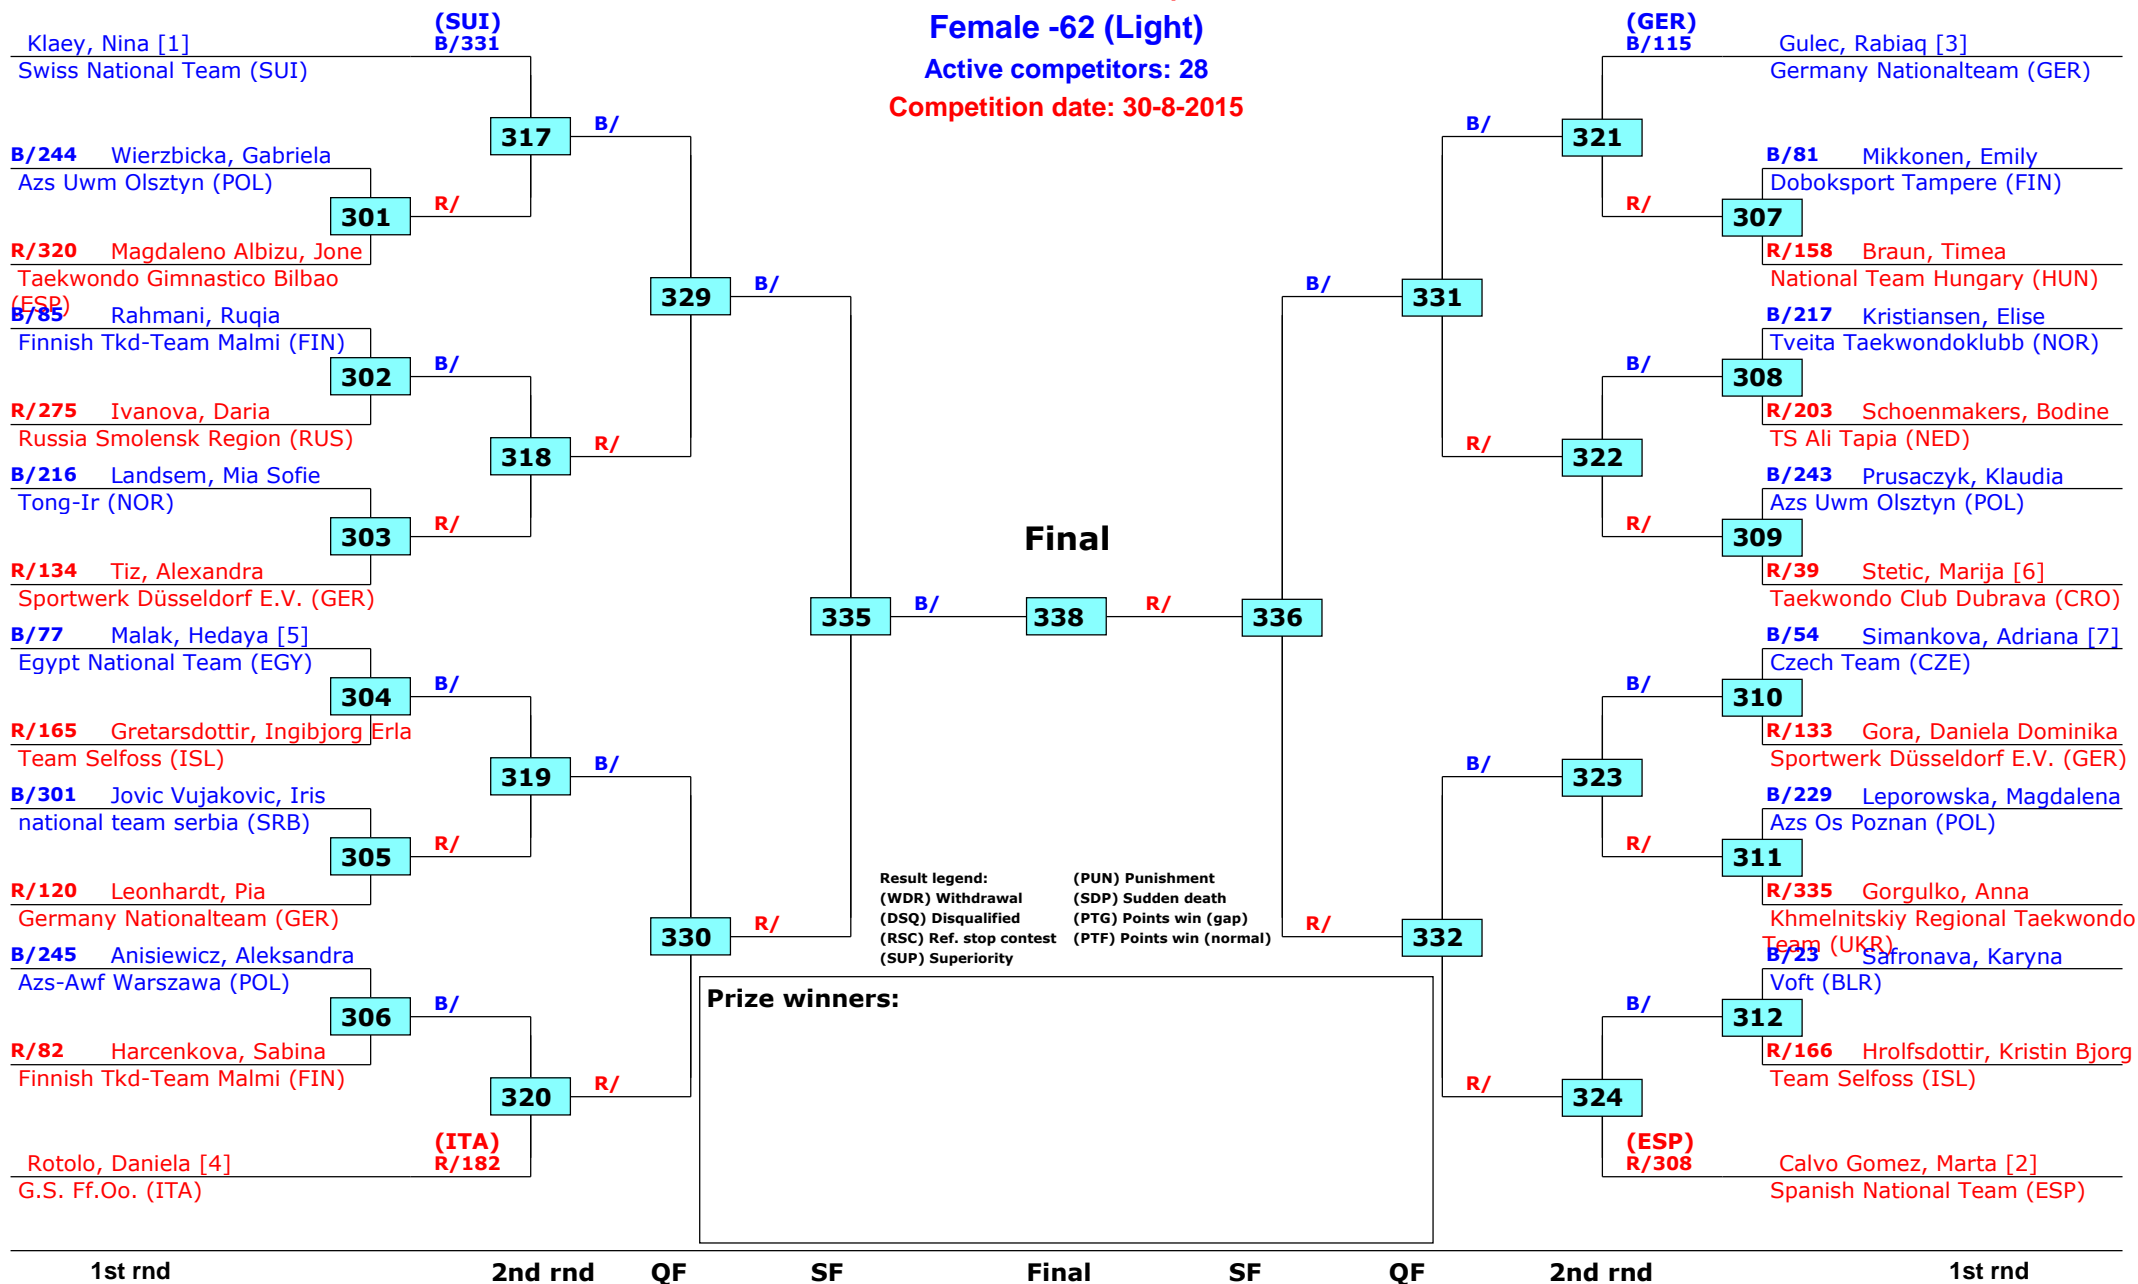 Female -62 (Light)
Active competitors: 28
Competition date: 30-8-2015
(SUI)
Klaey, Nina [1] B/331
Swiss National Team (SUI)
317
B/
B/244 Wierzbicka, Gabriela
Azs Uwm Olsztyn (POL)
301
R/
R/320 Magdaleno Albizu, Jone
Taekwondo Gimnastico Bilbao
(ESP)
329
B/
B/85 Rahmani, Ruqia
Finnish Tkd-Team Malmi (FIN)
302
B/
R/275 Ivanova, Daria
Russia Smolensk Region (RUS)
318
R/
B/216 Landsem, Mia Sofie
Tong-Ir (NOR)
303
R/
R/134 Tiz, Alexandra
Sportwerk Düsseldorf E.V. (GER)
335
B/
B/77 Malak, Hedaya [5]
Egypt National Team (EGY)
304
B/
R/165 Gretarsdottir, Ingibjorg Erla
Team Selfoss (ISL)
319
B/
B/301 Jovic Vujakovic, Iris
national team serbia (SRB)
305
R/
R/120 Leonhardt, Pia
Germany Nationalteam (GER)
330
R/
B/245 Anisiewicz, Aleksandra
Azs-Awf Warszawa (POL)
306
B/
R/82 Harcenkova, Sabina
Finnish Tkd-Team Malmi (FIN)
320
R/
(ITA)
Rotolo, Daniela [4] R/182
G.S. Ff.Oo. (ITA)
Final
338
R/
336
(GER)
B/115 Gulec, Rabiaq [3]
Germany Nationalteam (GER)
B/
321
B/81 Mikkonen, Emily
Doboksport Tampere (FIN)
R/
307
R/158 Braun, Timea
National Team Hungary (HUN)
B/
331
B/217 Kristiansen, Elise
Tveita Taekwondoklubb (NOR)
B/
308
R/203 Schoenmakers, Bodine
TS Ali Tapia (NED)
R/
322
B/243 Prusaczyk, Klaudia
Azs Uwm Olsztyn (POL)
R/
309
R/39 Stetic, Marija [6]
Taekwondo Club Dubrava (CRO)
B/54 Simankova, Adriana [7]
Czech Team (CZE)
B/
310
R/133 Gora, Daniela Dominika
Sportwerk Düsseldorf E.V. (GER)
B/
323
B/229 Leporowska, Magdalena
Azs Os Poznan (POL)
R/
311
R/335 Gorgulko, Anna
Khmelnitskiy Regional Taekwondo
Team (UKR)
R/
332
B/23 Safronava, Karyna
Voft (BLR)
B/
312
R/166 Hrolfsdottir, Kristin Bjorg
Team Selfoss (ISL)
R/
324
(ESP)
R/308 Calvo Gomez, Marta [2]
Spanish National Team (ESP)
Result legend: (PUN) Punishment
(WDR) Withdrawal (SDP) Sudden death
(DSQ) Disqualified (PTG) Points win (gap)
(RSC) Ref. stop contest (PTF) Points win (normal)
(SUP) Superiority
Prize winners:
1st rnd 2nd rnd QF SF Final SF QF 2nd rnd 1st rnd